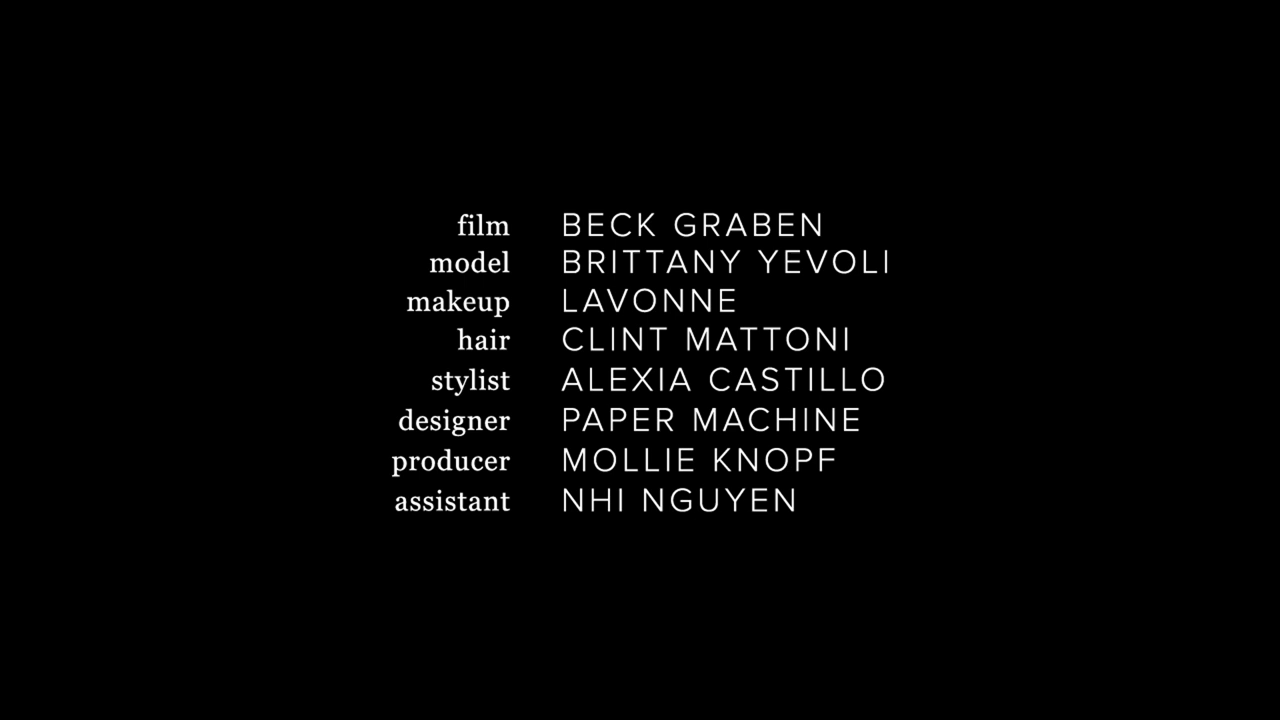 film BECK GRABEN
model BRITTANY YEVOLI
makeup LAVONNE
hair CLINT MATTONI
stylist ALEXIA CASTILLO
designer PAPER MACHINE
producer MOLLIE KNOPF
assistant NHI NGUYEN